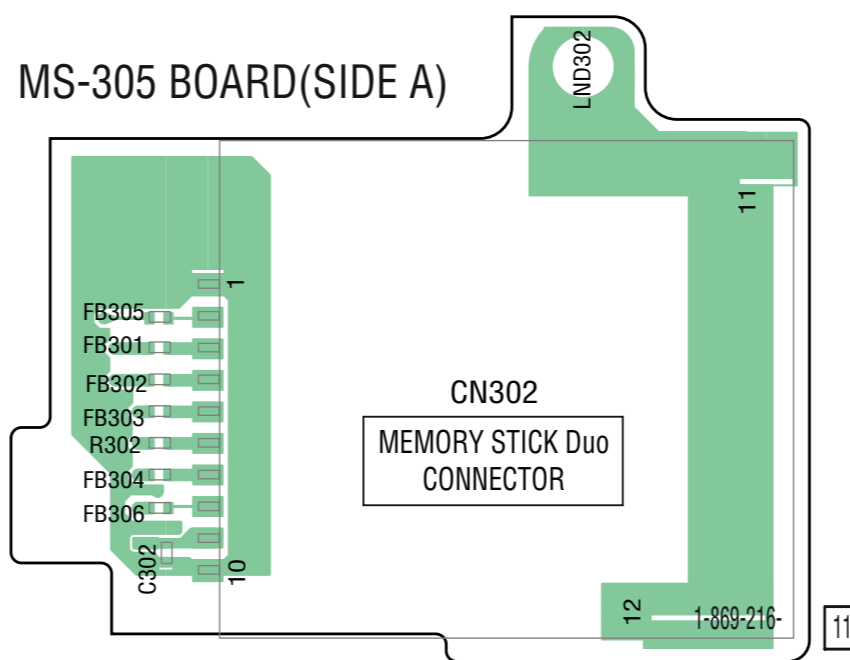 MS-305 BOARD(SIDE A)
LND302
11
1
FB305
FB301
FB302
FB303
R302
FB304
FB306
C302
10
CN302
MEMORY STICK Duo
CONNECTOR
12
1-869-216-
11